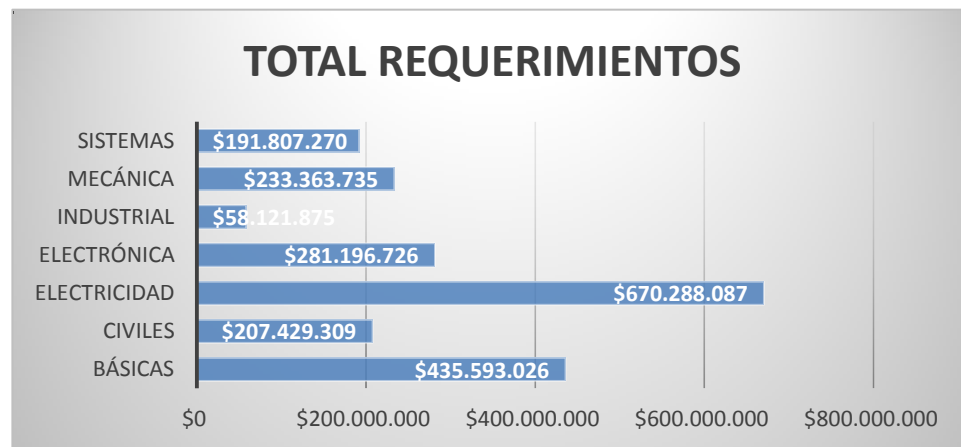 TOTAL REQUERIMIENTOS
SISTEMAS $191.807.270
MECÁNICA $233.363.735
INDUSTRIAL $58.121.875
ELECTRÓNICA $281.196.726
ELECTRICIDAD $670.288.087
CIVILES $207.429.309
BÁSICAS $435.593.026
$0 $200.000.000 $400.000.000 $600.000.000 $800.000.000